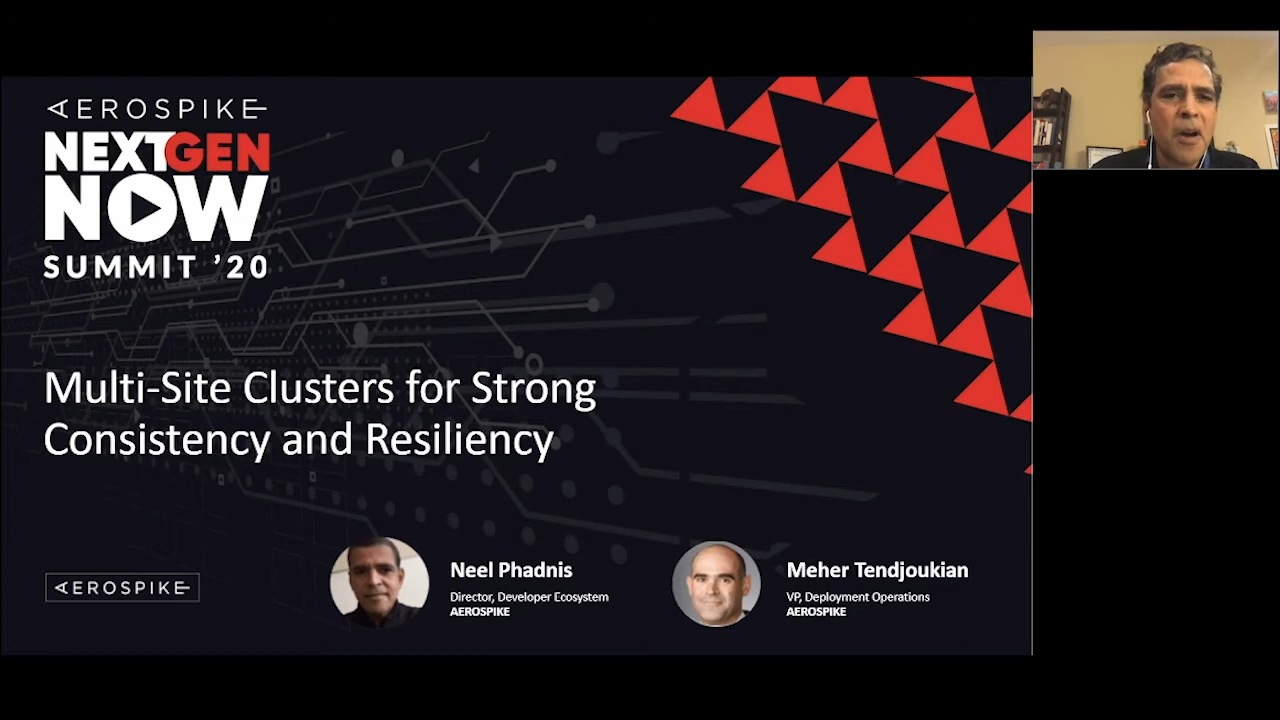 AEROSPIKE
NEXTGEN
NOW
SUMMIT ’20
Multi-Site Clusters for Strong
Consistency and Resiliency
AEROSPIKE
Neel Phadnis
Director, Developer Ecosystem
AEROSPIKE
Meher Tendjoukian
VP, Deployment Operations
AEROSPIKE